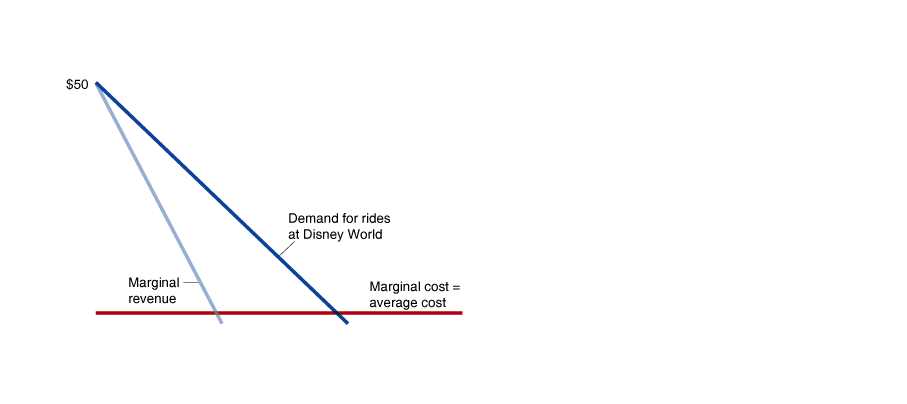 $50
Demand for rides
at Disney World
Marginal
revenue
Marginal cost =
average cost